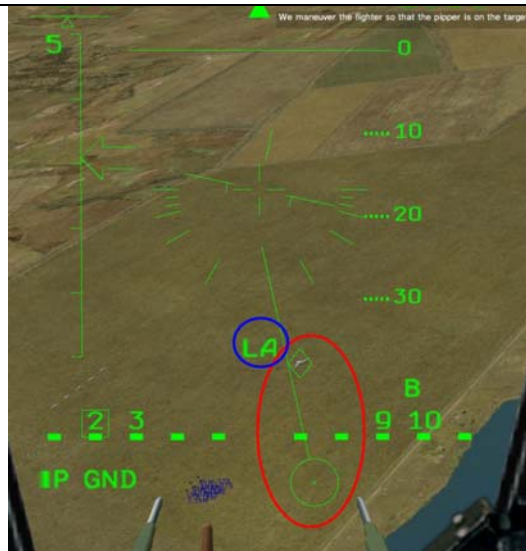 We maneuver the fighter so that the pipper is on the targe
5
0
10
20
30
LA
B
2 3 9 10
IP GND